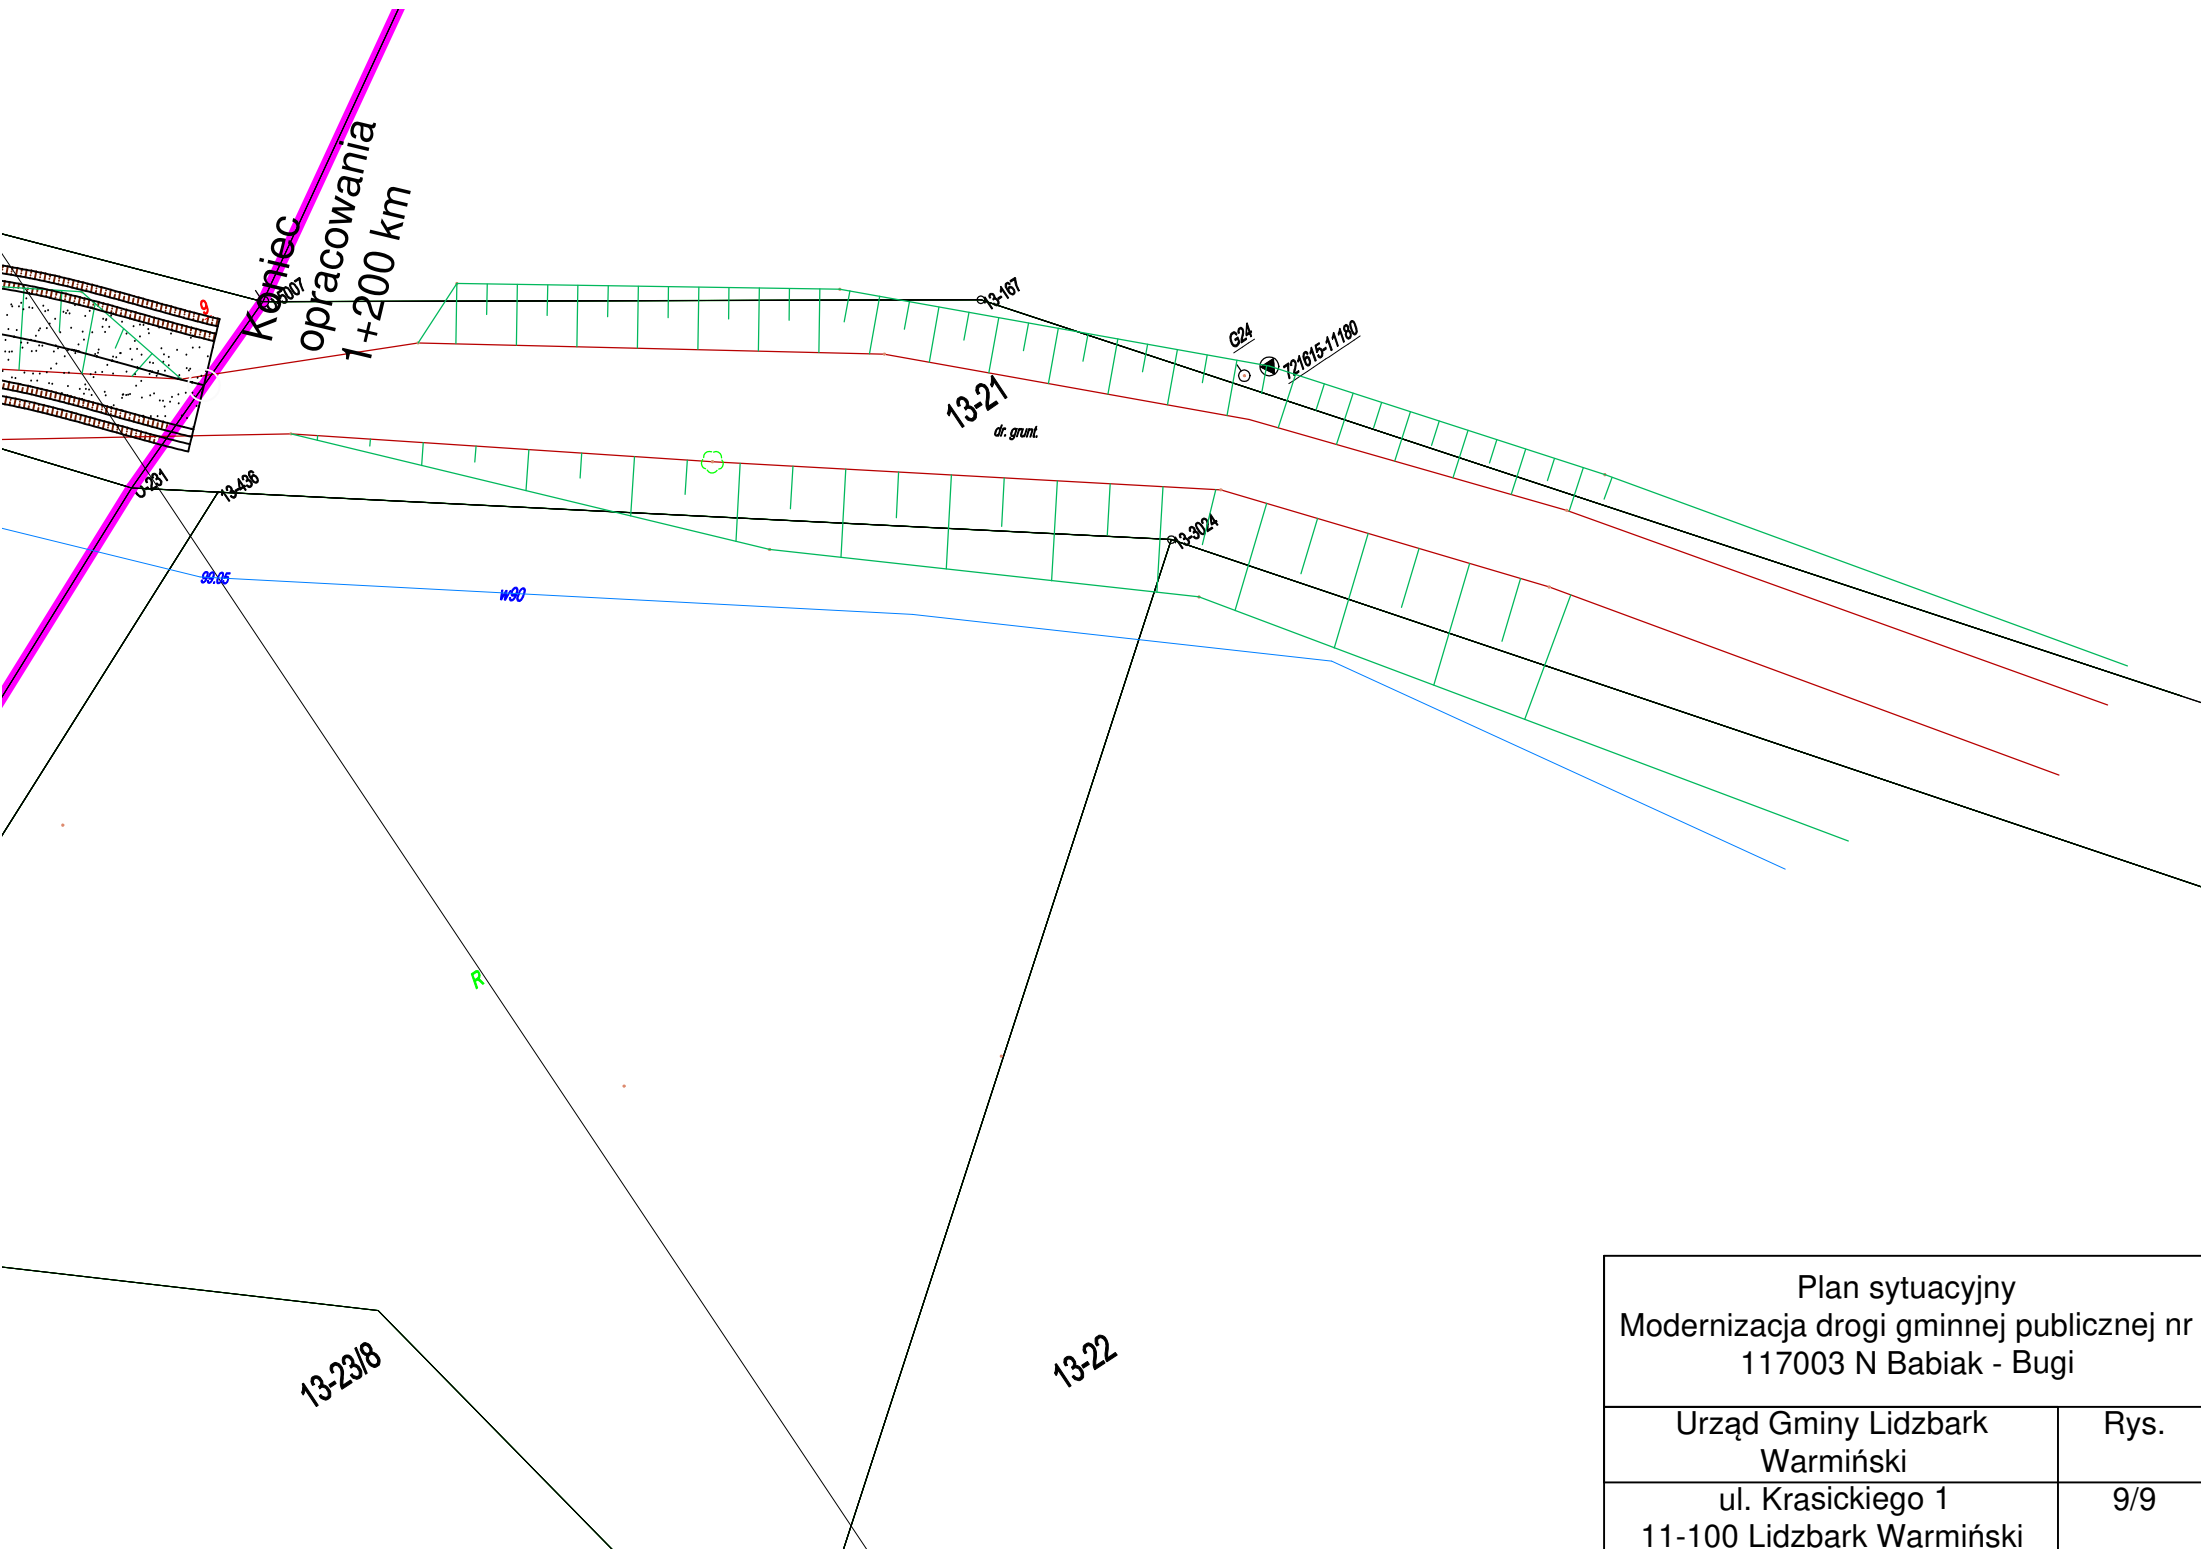 Koniec
opracowania
1+200 km
9
13-167
G24
721615-11180
13-21
dr. grunt.
O-231
13-436
13-3024
99.05
w90
R
13-23/8
13-22
Plan sytuacyjny
Modernizacja drogi gminnej publicznej nr
117003 N Babiak - Bugi
Urząd Gminy Lidzbark
Warmiński
Rys.
ul. Krasickiego 1
11-100 Lidzbark Warmiński
9/9